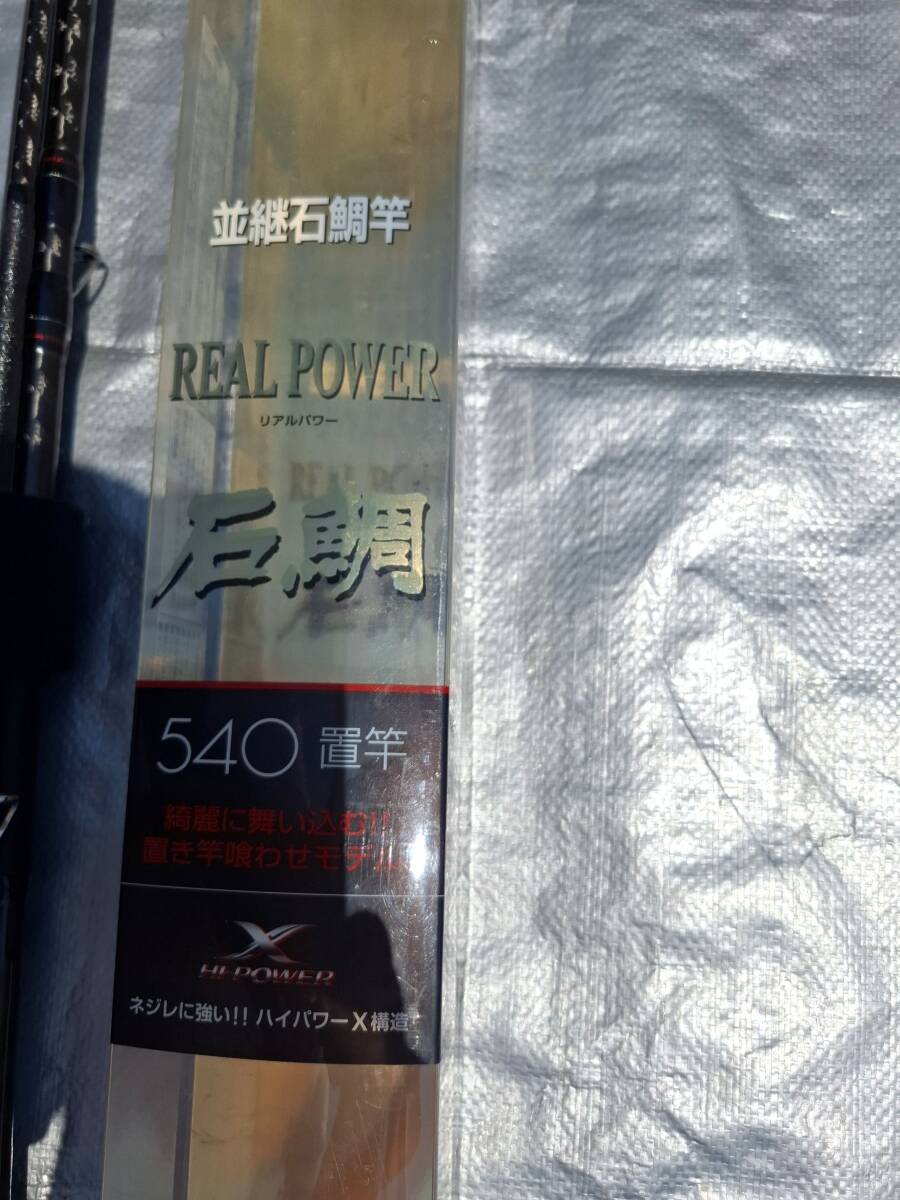 並継石鯛竿
REAL POWER
リアルパワー
REAL PO
石鯛
540 置竿
綺麗に舞い込む!!
置き竿喰わせモデル
X
HI-POWER
ネジレに強い!! ハイパワーX構造